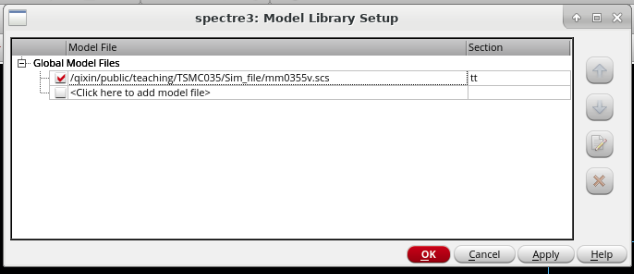 spectre3: Model Library Setup
Model File Section
Global Model Files
/qixin/public/teaching/TSMC035/Sim_file/mm0355v.scs tt
<Click here to add model file>
OK Cancel Apply Help